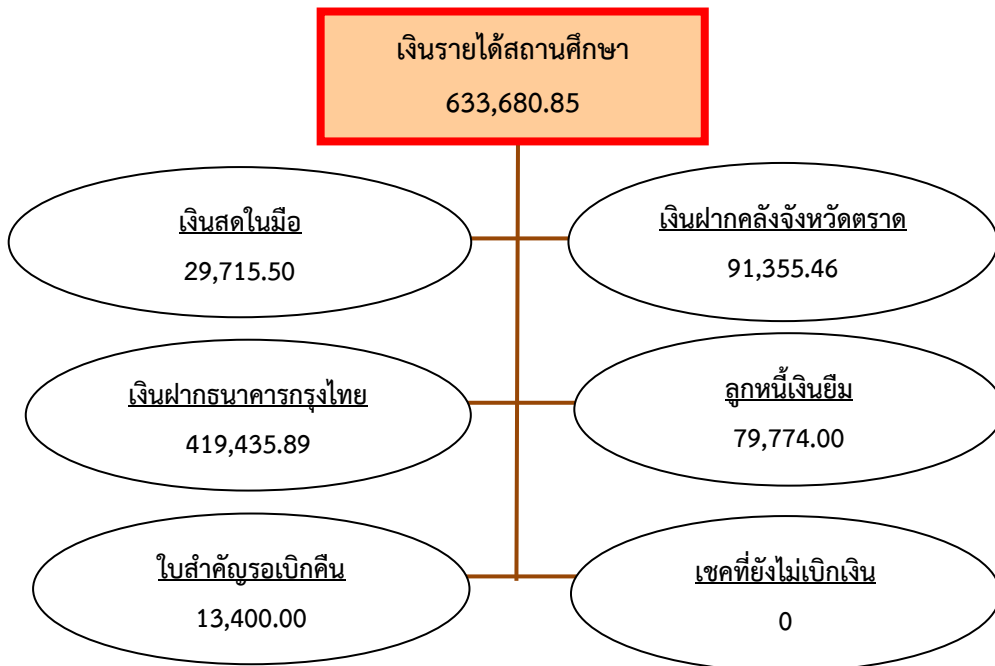 เงินรายได้สถานศึกษา
633,680.85
เงินสดในมือ
29,715.50
เงินฝากคลังจังหวัดตราด
91,355.46
เงินฝากธนาคารกรุงไทย
419,435.89
ลูกหนี้เงินยืม
79,774.00
ใบสำคัญรอเบิกคืน
13,400.00
เชคที่ยังไม่เบิกเงิน
0